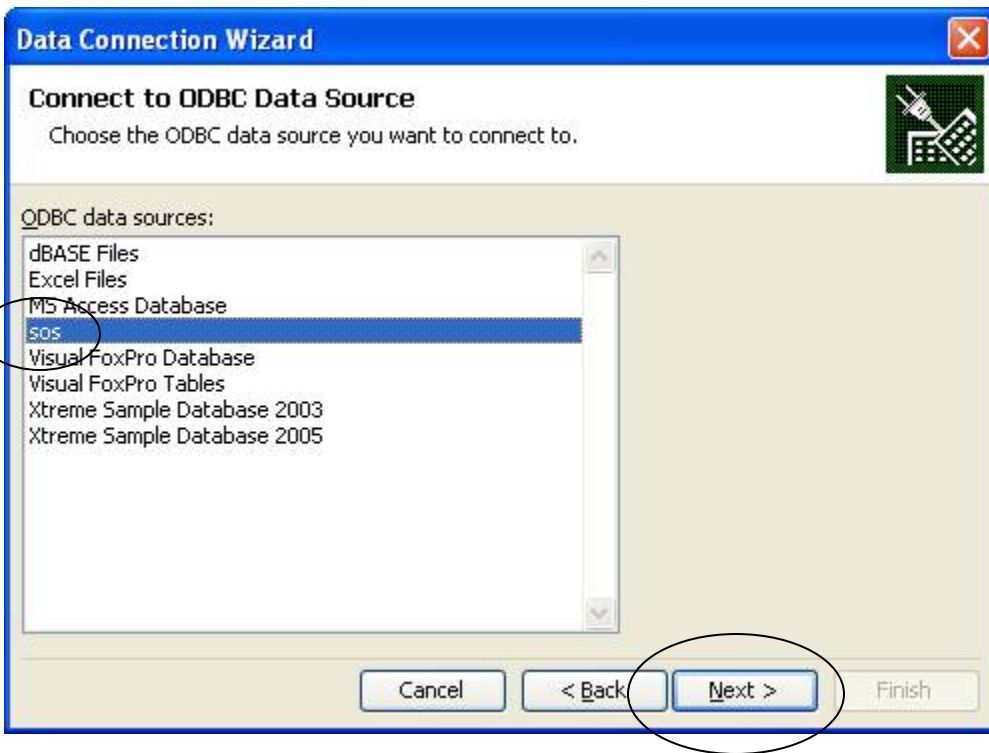 Data Connection Wizard
Connect to ODBC Data Source
Choose the ODBC data source you want to connect to.
ODBC data sources:
dBASE Files
Excel Files
MS Access Database
sos
Visual FoxPro Database
Visual FoxPro Tables
Xtreme Sample Database 2003
Xtreme Sample Database 2005
Cancel < Back Next > Finish